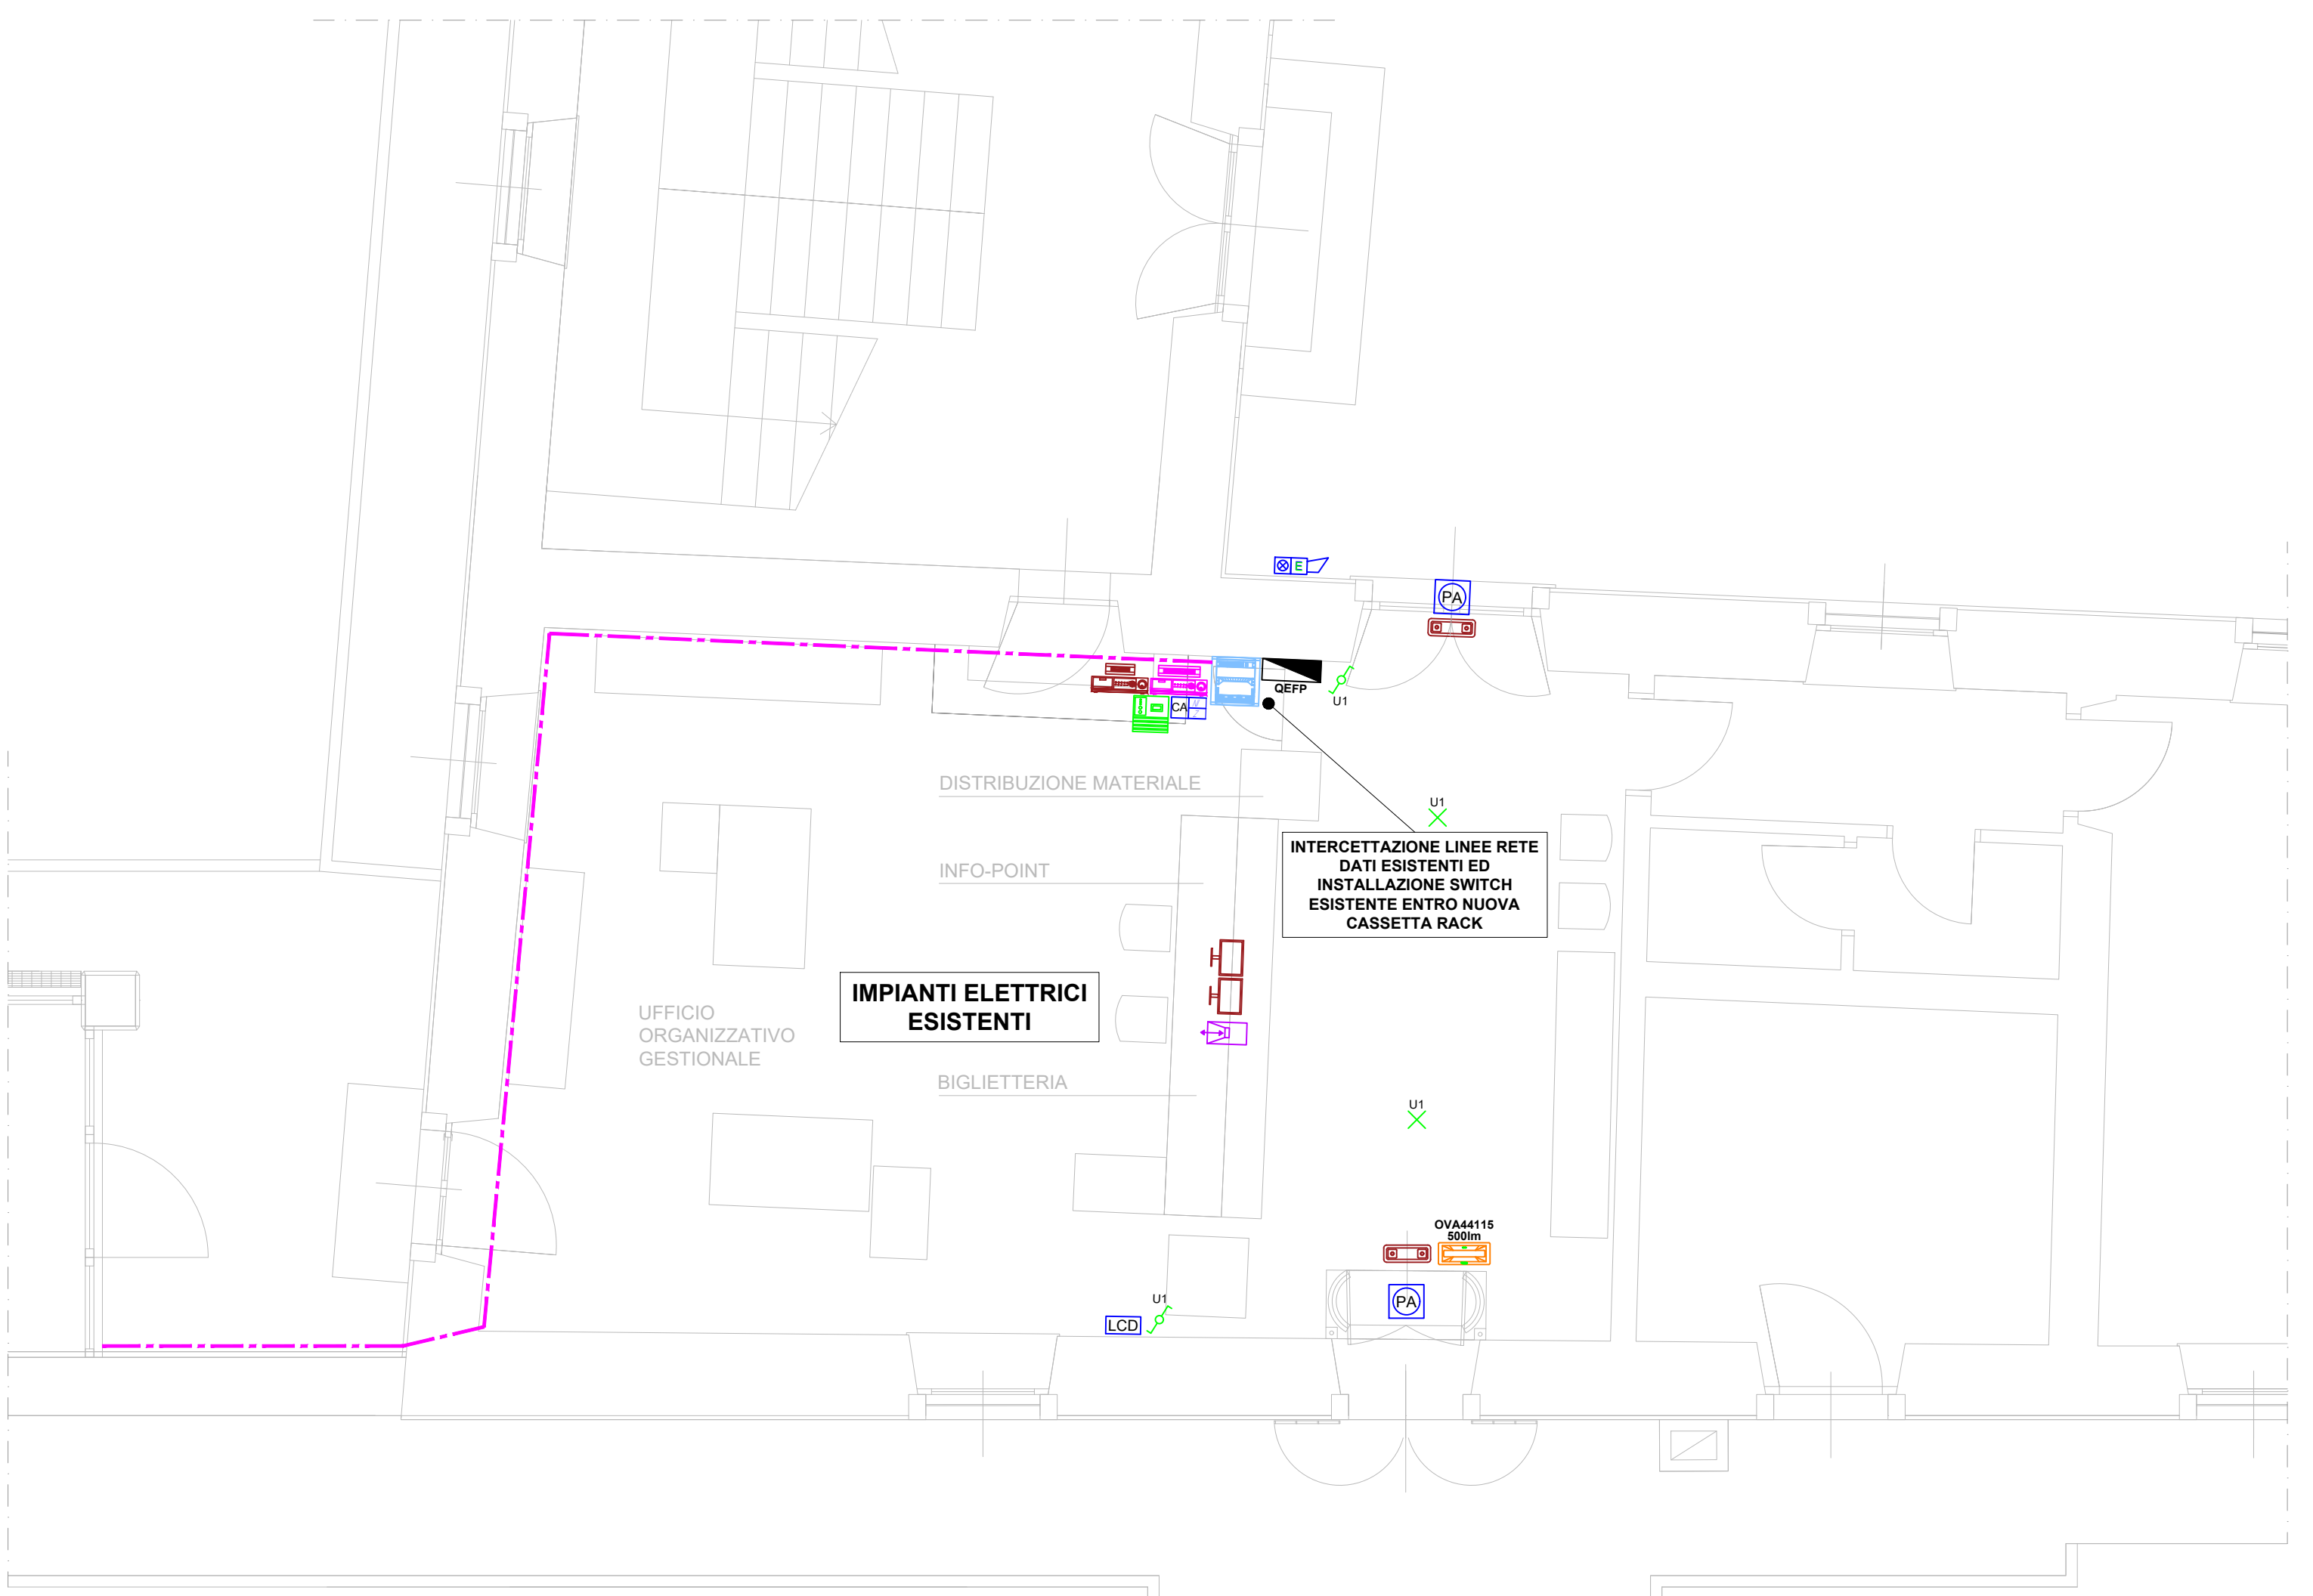 E
PA
QEFP
U1
CA
DISTRIBUZIONE MATERIALE
U1
INTERCETTAZIONE LINEE RETE
DATI ESISTENTI ED
INSTALLAZIONE SWITCH
ESISTENTE ENTRO NUOVA
CASSETTA RACK
INFO-POINT
IMPIANTI ELETTRICI
ESISTENTI
UFFICIO
ORGANIZZATIVO
GESTIONALE
BIGLIETTERIA
U1
OVA44115
500lm
U1
LCD
PA